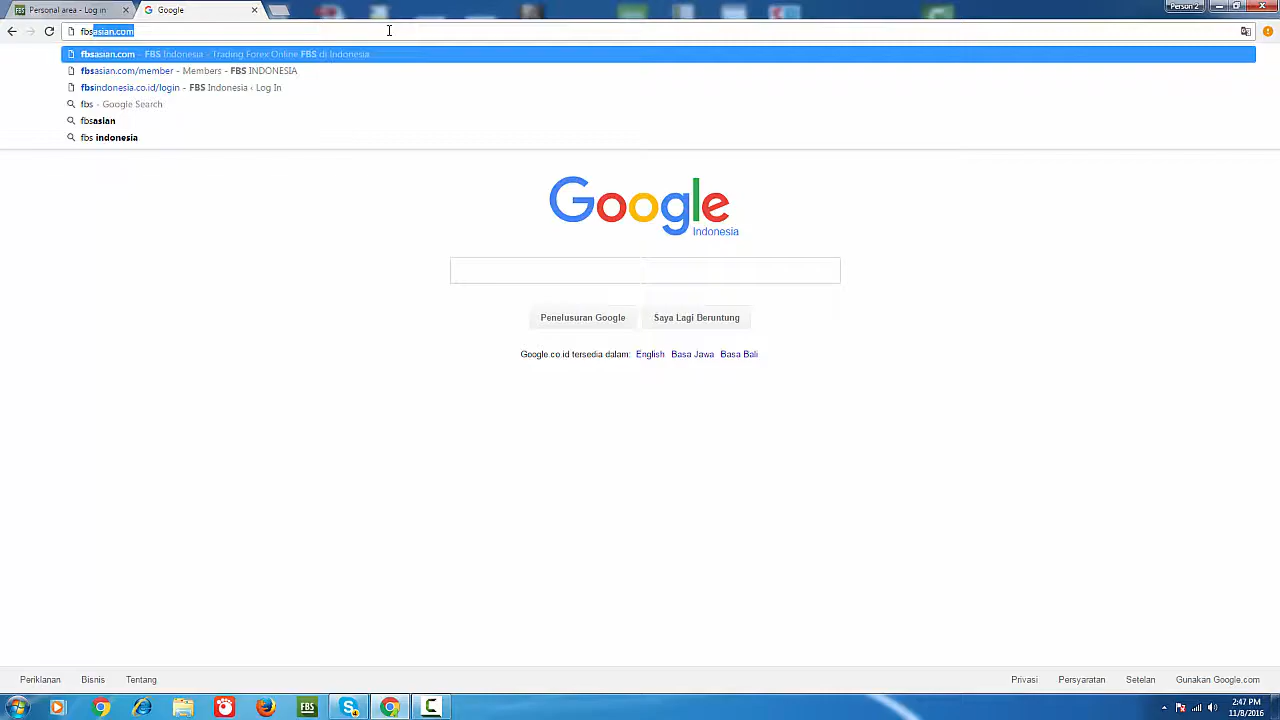 Personal area - Log in
Google
Person 2
fbsasian.com
fbsasian.com - FBS Indonesia - Trading Forex Online FBS di Indonesia
fbsasian.com/member - Members - FBS INDONESIA
fbsindonesia.co.id/login - FBS Indonesia ‹ Log In
fbs - Google Search
fbsasian
fbs indonesia
Google
Indonesia
Penelusuran Google Saya Lagi Beruntung
Google.co.id tersedia dalam: English Basa Jawa Basa Bali
Periklanan Bisnis Tentang Privasi Persyaratan Setelan Gunakan Google.com
FBS
2:47 PM
11/8/2016